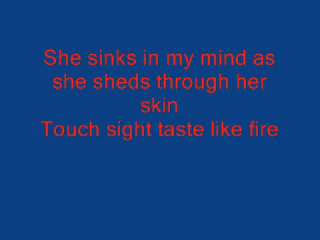 She sinks in my mind as
she sheds through her
skin
Touch sight taste like fire